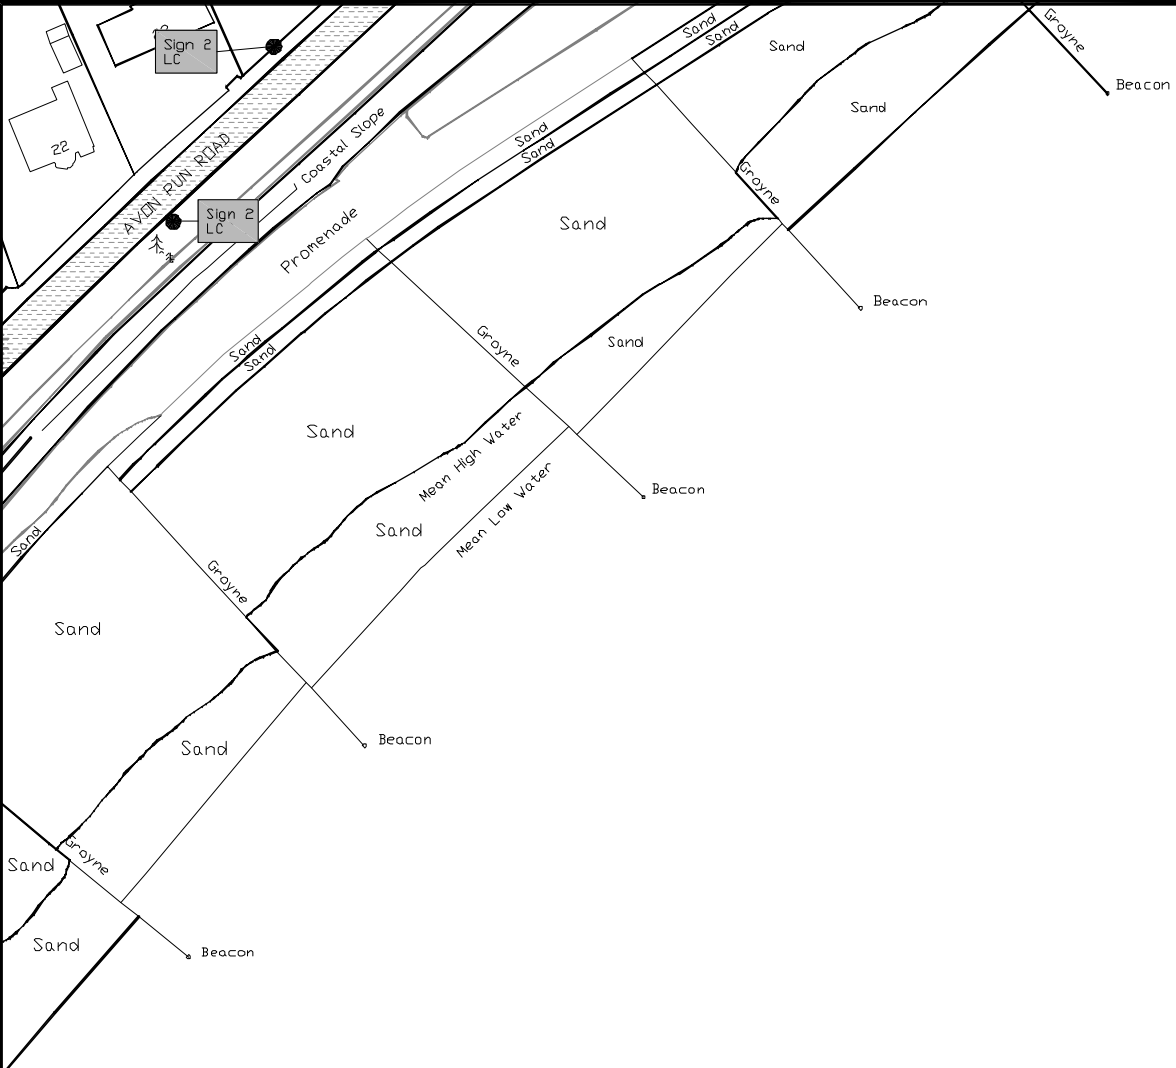 Sand
Sand
Sand
Groyne
Beacon
Sign 2
LC
Sand
Coastal Slope
Sand
Sand
22
AVON RUN ROAD
Groyne
Sign 2
LC
Promenade
Sand
Beacon
Sand
Sand
Groyne
Sand
Sand
Mean High Water
Beacon
Sand
Mean Low Water
Sand
Groyne
Sand
Beacon
Sand
Groyne
Sand
Sand
Beacon